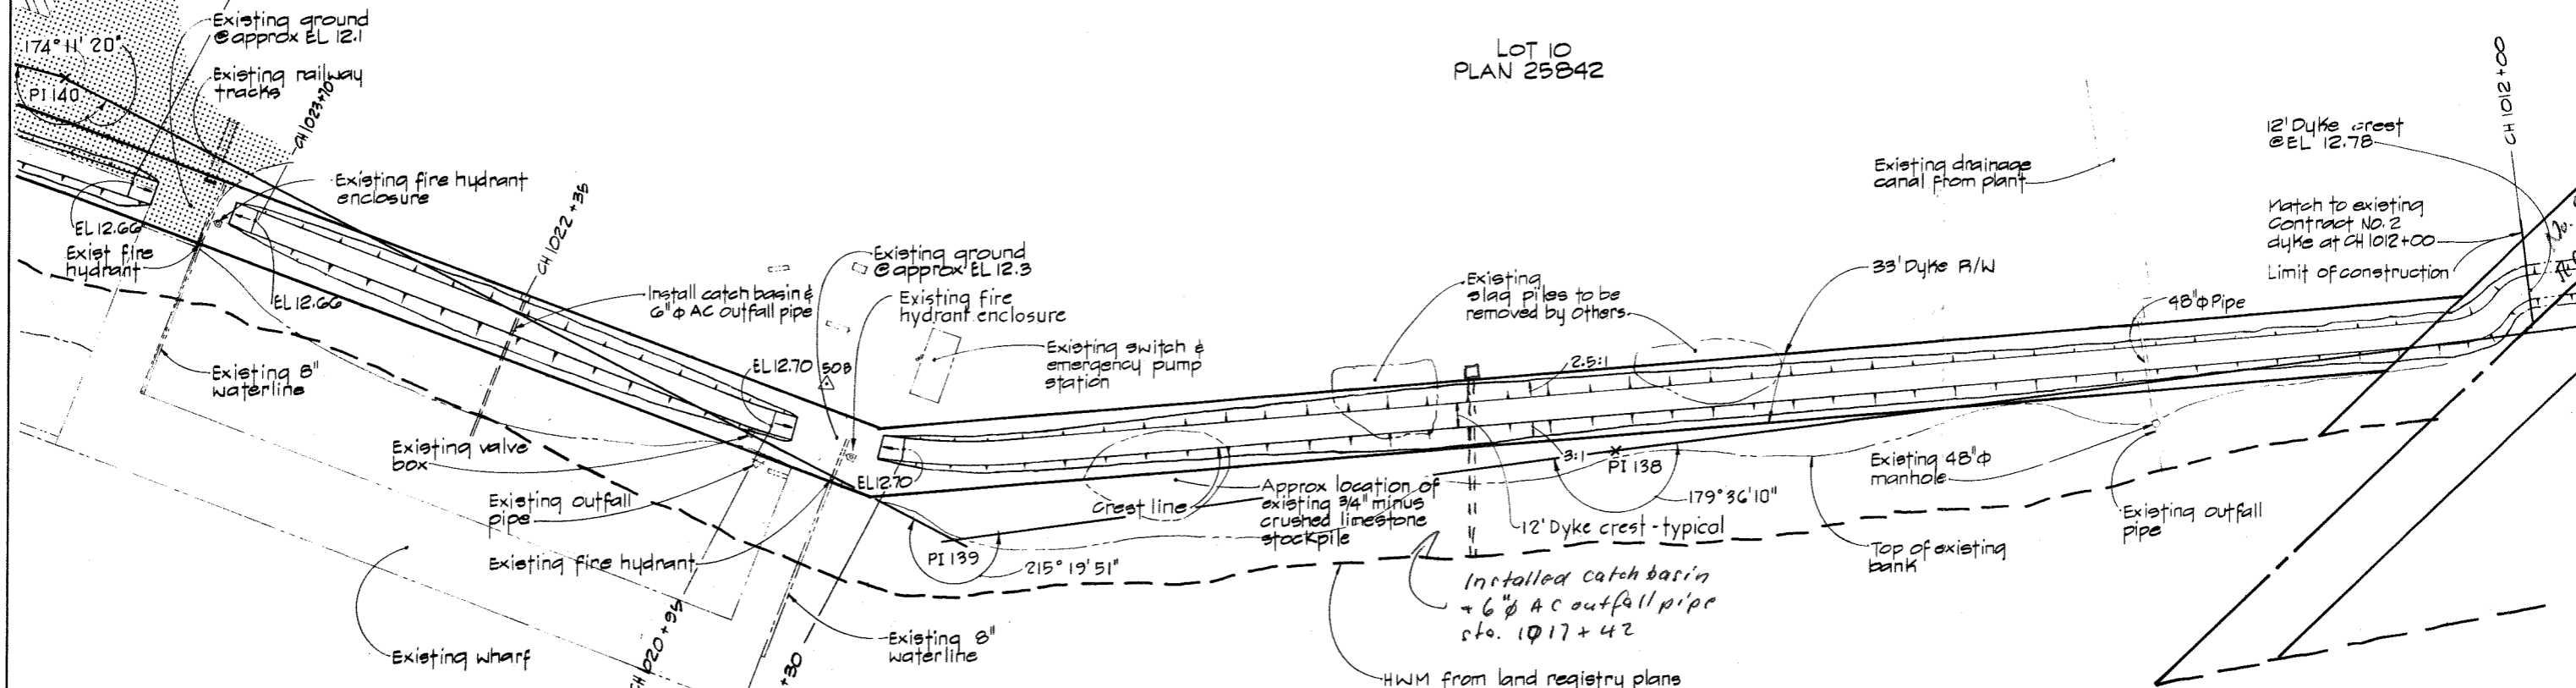 Existing ground
@approx EL 12.1
174° 11' 20"
Existing railway
tracks
PI 140
CH 1023+70
LOT 10
PLAN 25842
CH 1012+00
12' Dyke crest
@EL 12.78
Existing drainage
canal from plant
Match to existing
Contract NO. 2
dyke at CH 1012+00
Limit of construction
Existing fire hydrant
enclosure
EL 12.66
Exist fire
hydrant
EL 12.66
CH 1022+35
Install catch basin &
6"φ AC outfall pipe
Existing ground
@approx EL 12.3
Existing fire
hydrant enclosure
Existing switch &
emergency pump
station
Existing
slag piles to be
removed by others
33' Dyke R/W
48"φ Pipe
2.5:1
EL 12.70
508
Existing 8"
waterline
Existing valve
box
Existing outfall
pipe
Existing fire hydrant
EL 12.70
Crest line
Approx location of
existing 3/4" minus
crushed limestone
stockpile
3:1
PI 138
179° 36' 10"
12' Dyke crest - typical
Existing 48"φ
manhole
Existing outfall
pipe
Top of existing
bank
PI 139
215° 19' 51"
Installed catch basin
+ 6"φ AC outfall pipe
sta. 1017+42
Existing wharf
CH 1020+95
+30
Existing 8"
waterline
HWM from land registry plans
No.